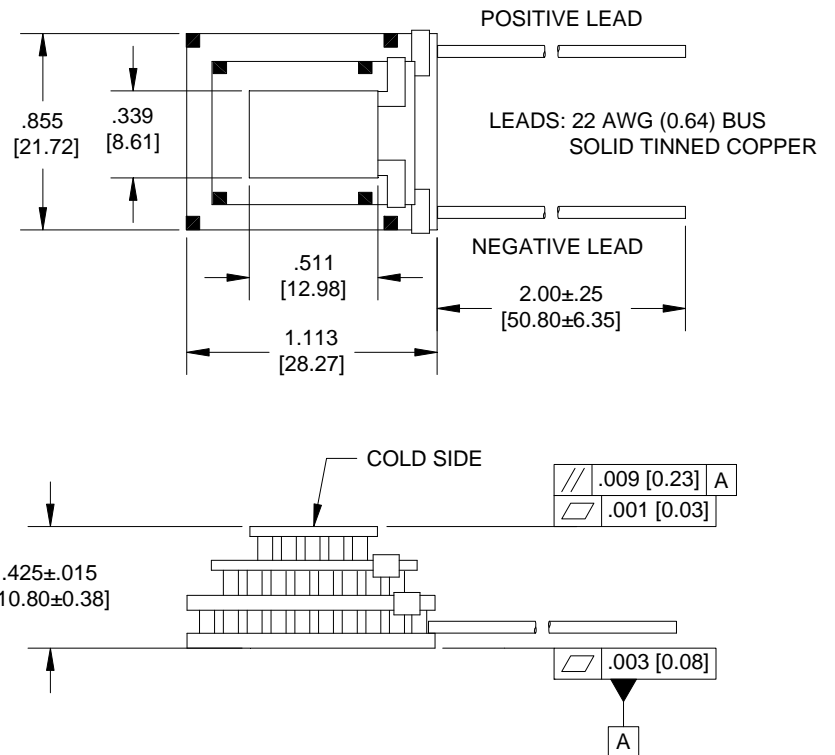 POSITIVE LEAD
.855
[21.72]
.339
[8.61]
LEADS: 22 AWG (0.64) BUS
SOLID TINNED COPPER
NEGATIVE LEAD
.511
[12.98]
2.00±.25
[50.80±6.35]
1.113
[28.27]
COLD SIDE
// .009 [0.23] A
⏥ .001 [0.03]
.425±.015
10.80±0.38]
⏥ .003 [0.08]
A